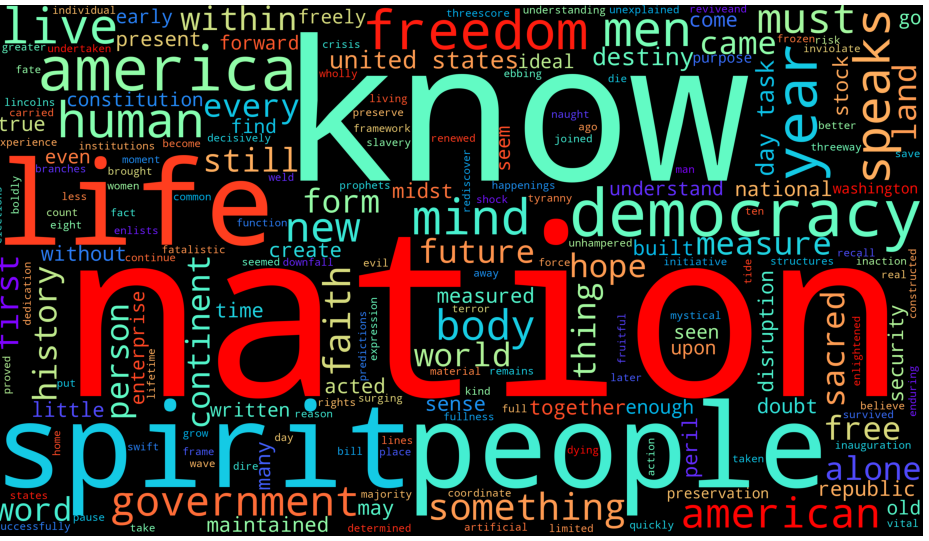 live early individual within freely threescore understanding unexplained reviveand must come go
greater undertaken present forward freedom men came risk
fate america crisis united states ideal destiny purpose frozen inviolate
wholly ebbing die year speaks stock land
lincolns constitution every living preserve know naught task
carried human find framework renewed seem ago joined day better
true decisively slavery threeway save
institutions become still
even moment prophets midst rediscover happenings understand man national washington
branches brought weld shock tyranny
boldly life women common form mind democracy ten
less count fact function new
eight enlists create future unhampered built measure recall
without continue fatalistic seemed downfall evil away force hope initiative tide structures inaction real constructed
first dedication history person enterprise continent time faith nation measured terror thing mystical disruption sacred security
predictions expression body seen upon fruitful enlightened
world
proved put lifetime acted material remains later enduring
rights surging kind
little written reason sense fullness full together enough doubt believe
home spirit people survived free
swift grow day many lines inauguration
frame wave dire bill place dying action peril taken alone
states majority coordinate preservation republic
word pause government may something american old
take maintained determined artificial limited quickly vital